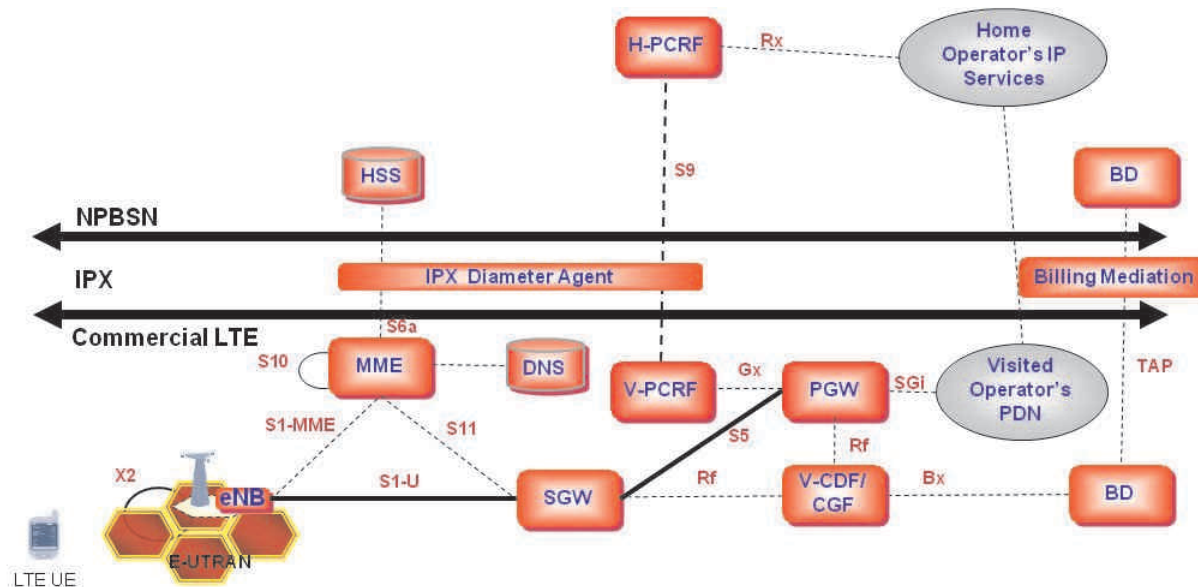 H-PCRF
Rx
Home
Operator's IP
Services
HSS
S9
BD
NPBSN
IPX
IPX Diameter Agent
Billing Mediation
Commercial LTE
S6a
S10
MME
DNS
V-PCRF
Gx
PGW
SGi
Visited
Operator's
PDN
TAP
S1-MME
S11
S5
Rf
X2
eNB
S1-U
SGW
Rf
V-CDF/
CGF
Bx
BD
E-UTRAN
LTE UE